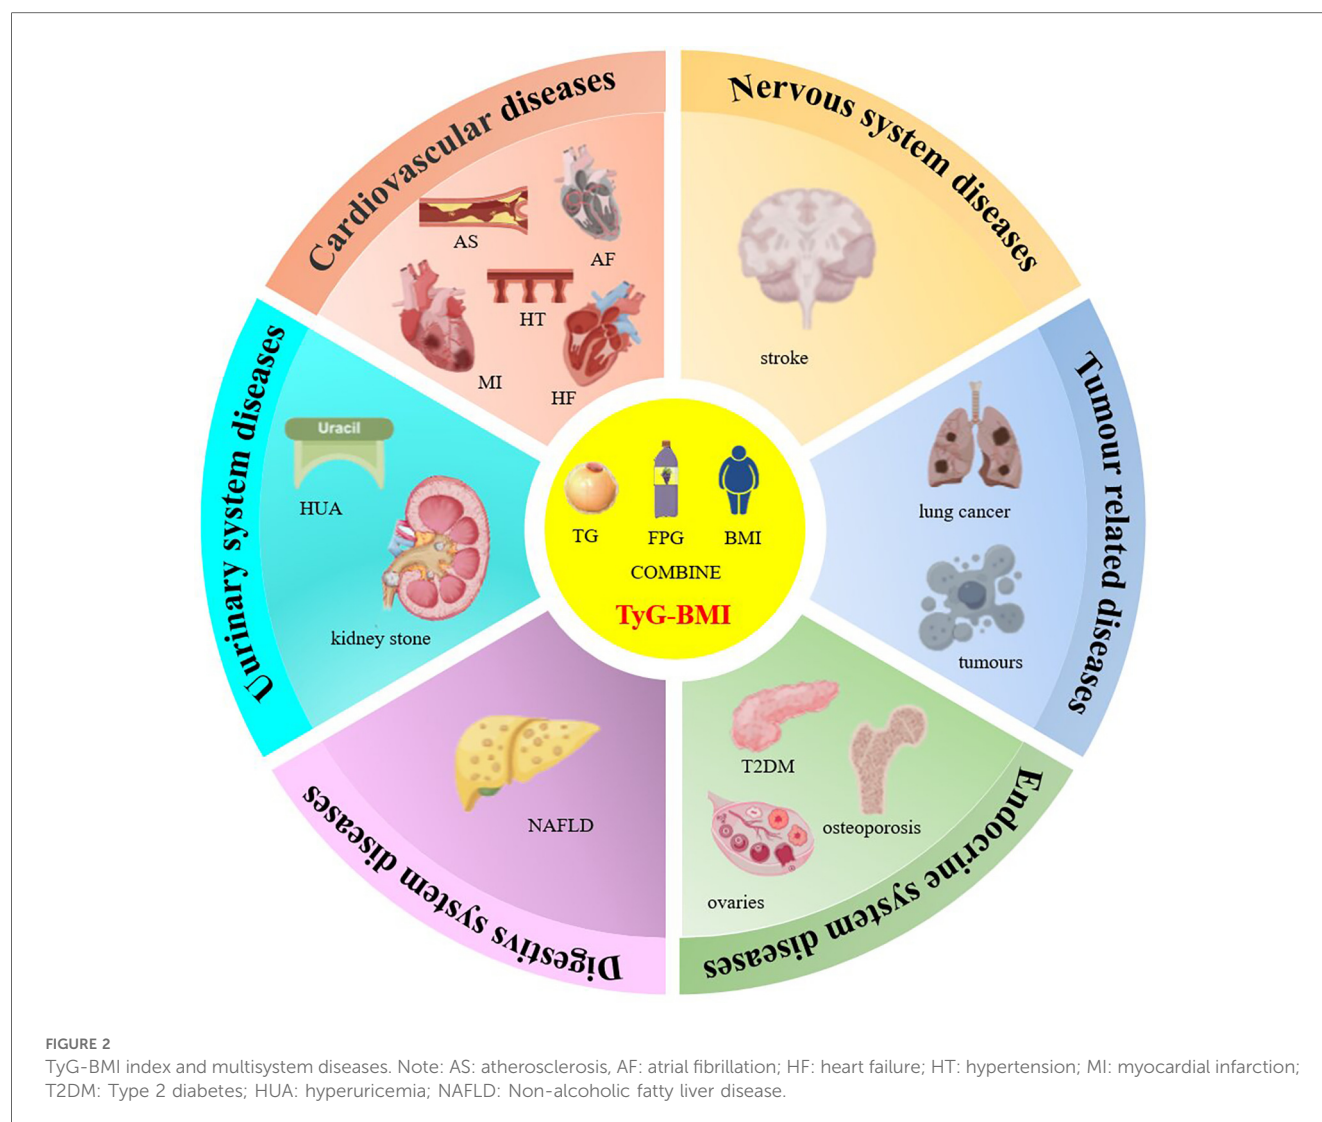 Cardiovascular diseases
AS
AF
HT
MI
HF
Nervous system diseases
stroke
Tumour related diseases
lung cancer
tumours
Endocrine system diseases
T2DM
osteoporosis
ovaries
Digestivs system diseases
NAFLD
Uurinary system diseases
Uracil
HUA
kidney stone
TG
FPG
BMI
COMBINE
TyG-BMI
FIGURE 2
TyG-BMI index and multisystem diseases. Note: AS: atherosclerosis, AF: atrial fibrillation; HF: heart failure; HT: hypertension; MI: myocardial infarction;
T2DM: Type 2 diabetes; HUA: hyperuricemia; NAFLD: Non-alcoholic fatty liver disease.